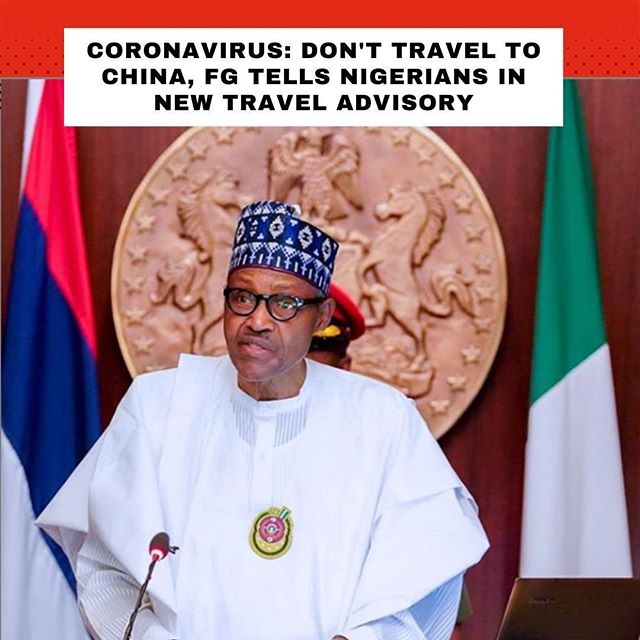 CORONAVIRUS: DON'T TRAVEL TO
CHINA, FG TELLS NIGERIANS IN
NEW TRAVEL ADVISORY